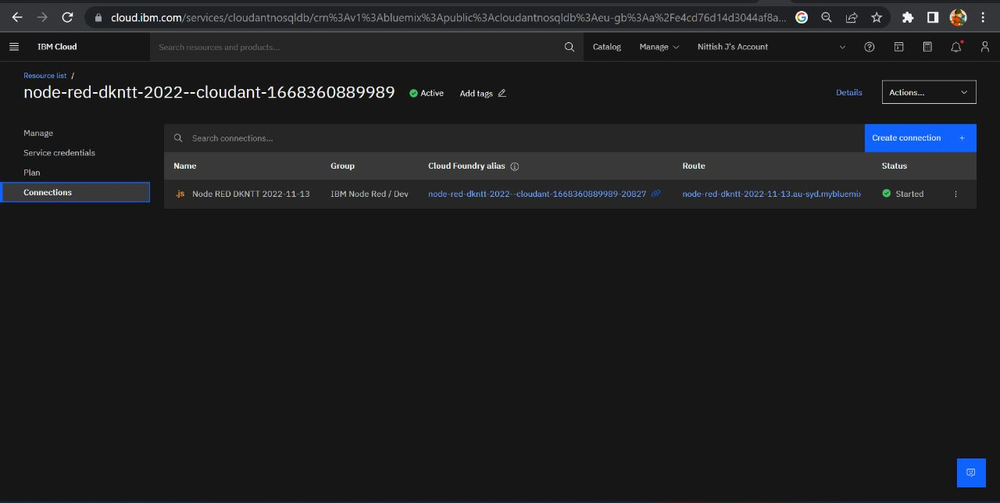 cloud.ibm.com/services/cloudantnosqldb/crn%3Av1%3Abluemix%3Apublic%3Acloudantnosqldb%3Aeu-gb%3Aa%2Fe4cd76d14d3044af8a...
IBM Cloud
Search resources and products...
Catalog
Manage
Nittish J's Account
Resource list /
node-red-dkntt-2022--cloudant-1668360889989
Active
Add tags
Details
Actions...
Manage
Service credentials
Plan
Connections
Search connections...
Create connection +
Name Group Cloud Foundry alias Route Status
.js Node RED DKNTT 2022-11-13 IBM Node Red / Dev node-red-dkntt-2022--cloudant-1668360889989-20827 node-red-dkntt-2022-11-13.au-syd.mybluemix Started